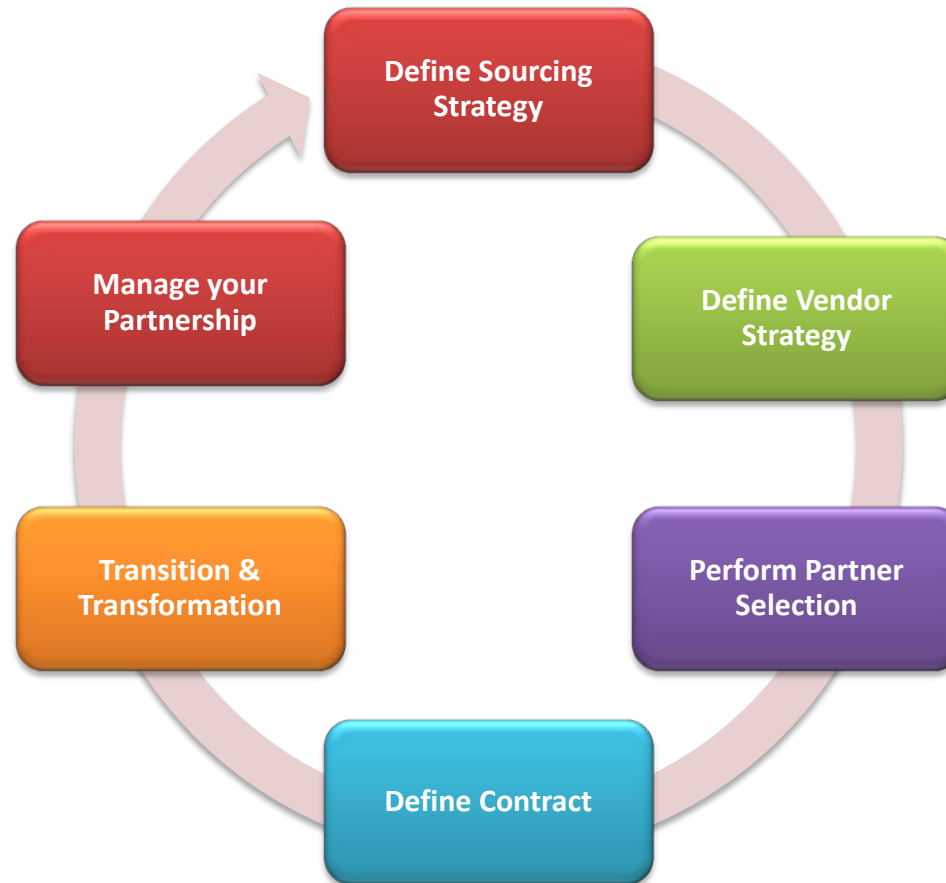 Define Sourcing
Strategy
Define Vendor
Strategy
Perform Partner
Selection
Define Contract
Transition &
Transformation
Manage your
Partnership